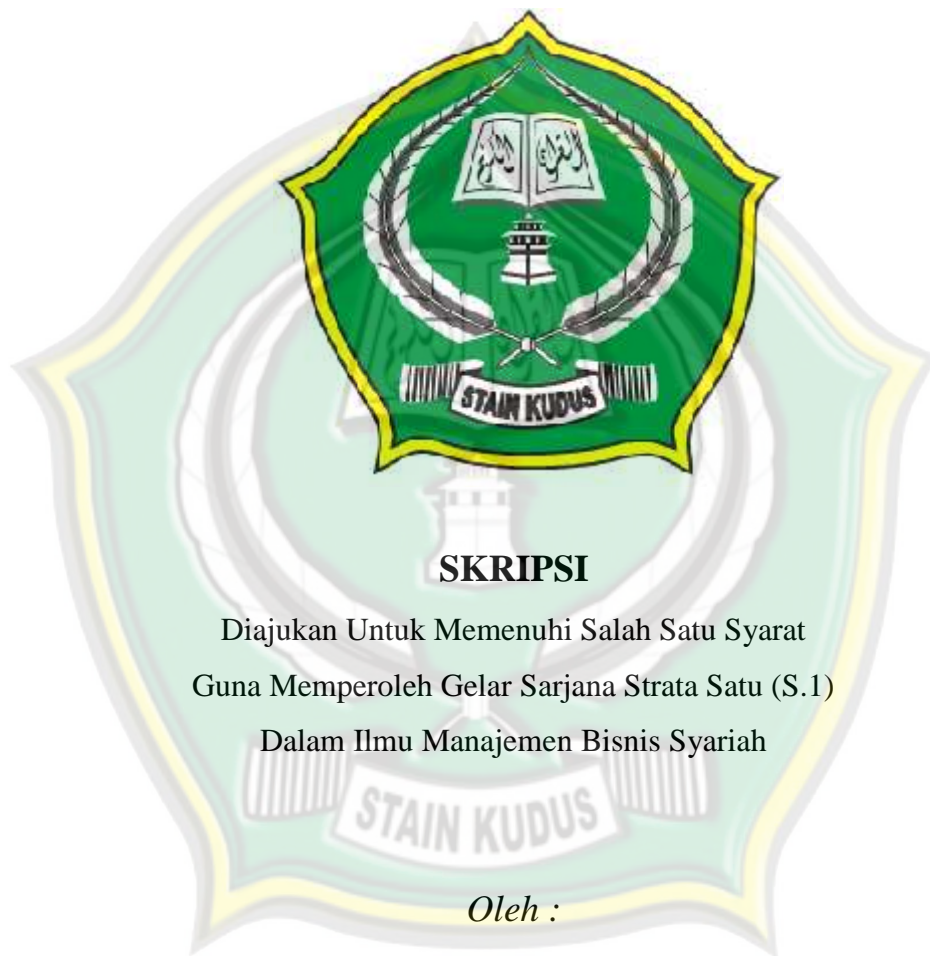 القرآن
STAIN KUDUS
SKRIPSI
Diajukan Untuk Memenuhi Salah Satu Syarat
Guna Memperoleh Gelar Sarjana Strata Satu (S.1)
Dalam Ilmu Manajemen Bisnis Syariah
STAIN KUDUS
Oleh :